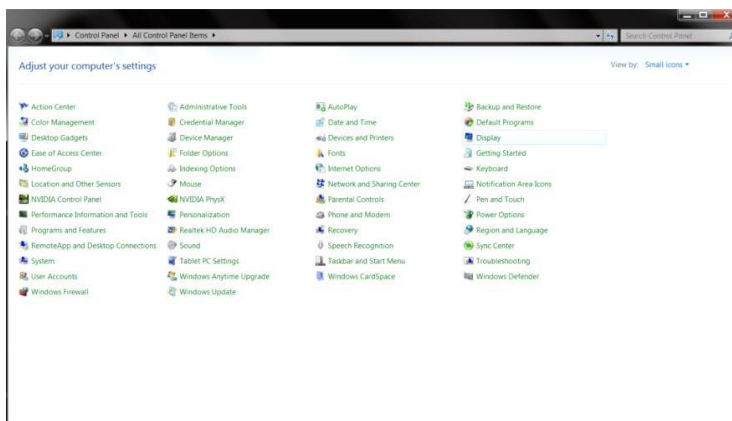 Control Panel All Control Panel Items Search Control Panel
Adjust your computer's settings View by: Small icons
Action Center Administrative Tools AutoPlay Backup and Restore
Color Management Credential Manager Date and Time Default Programs
Desktop Gadgets Device Manager Devices and Printers Display
Ease of Access Center Folder Options Fonts Getting Started
HomeGroup Indexing Options Internet Options Keyboard
Location and Other Sensors Mouse Network and Sharing Center Notification Area Icons
NVIDIA Control Panel NVIDIA PhysX Parental Controls Pen and Touch
Performance Information and Tools Personalization Phone and Modem Power Options
Programs and Features Realtek HD Audio Manager Recovery Region and Language
RemoteApp and Desktop Connections Sound Speech Recognition Sync Center
System Tablet PC Settings Taskbar and Start Menu Troubleshooting
User Accounts Windows Anytime Upgrade Windows CardSpace Windows Defender
Windows Firewall Windows Update